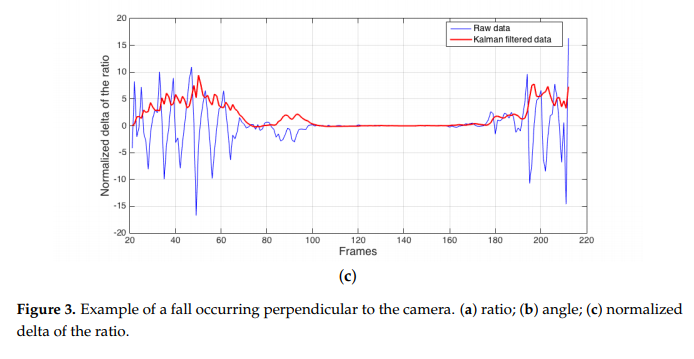 20
15
10
5
0
-5
-10
-15
-20
Normalized delta of the ratio
Raw data
Kalman filtered data
20 40 60 80 100 120 140 160 180 200 220
Frames
(c)
Figure 3. Example of a fall occurring perpendicular to the camera. (a) ratio; (b) angle; (c) normalized
delta of the ratio.